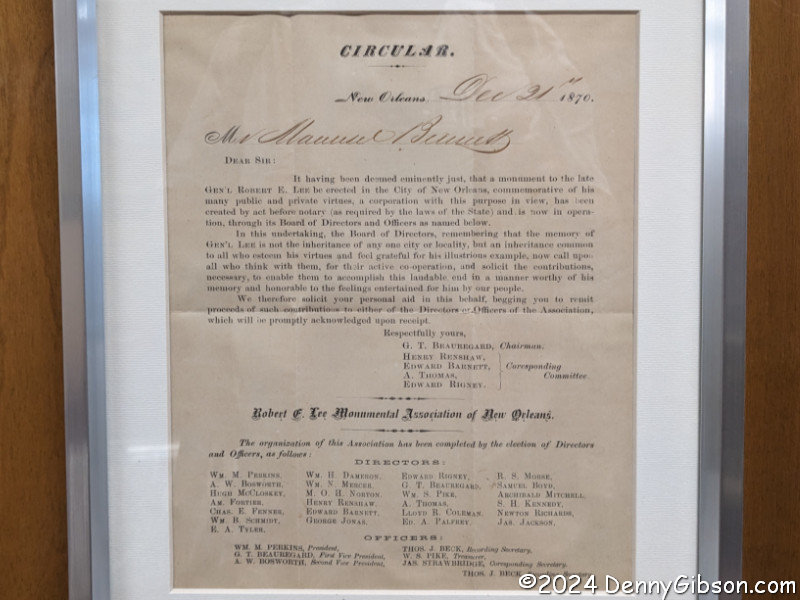 CIRCULAR.
New Orleans, Dec 21st 1870.
Mr
DEAR SIR:
It having been deemed eminently just, that a monument to the late
GEN'L ROBERT E. LEE be erected in the City of New Orleans, commemorative of his
many public and private virtues, a corporation with this purpose in view, has been
created by act before notary (as required by the laws of the State) and is now in opera-
tion, through its Board of Directors and Officers as named below.
In this undertaking, the Board of Directors, remembering that the memory of
GEN'L LEE is not the inheritance of any one city or locality, but an inheritance common
to all who esteem his virtues and feel grateful for his illustrious example, now call upon
all who think with them, for their active co-operation, and solicit the contributions,
necessary, to enable them to accomplish this laudable end in a manner worthy of his
memory and honorable to the feelings entertained for him by our people.
We therefore solicit your personal aid in this behalf, begging you to remit
proceeds of such contributions to either of the Directors or Officers of the Association,
which will be promptly acknowledged upon receipt.
Respectfully yours,
G. T. BEAUREGARD, Chairman.
HENRY RENSHAW,
EDWARD BARNETT, Coresponding
A. THOMAS, Committee.
EDWARD RIGNEY.
Robert E. Lee Monumental Association of New Orleans.
The organization of this Association has been completed by the election of Directors
and Officers, as follows:
DIRECTORS:
WM. M. PERKINS, WM. H. DAMERON, EDWARD RIGNEY, R. S. MORSE,
A. W. BOSWORTH, WM. N. MERCER, G. T. BEAUREGARD, SAMUEL BOYD,
HUGH McCLOSKEY, M. O. H. NORTON, WM. S. PIKE, ARCHIBALD MITCHELL,
AM. FORTIER, HENRY RENSHAW, A. THOMAS, S. H. KENNEDY,
CHAS. E. FENNER, EDWARD BARNETT, LLOYD R. COLEMAN, NEWTON RICHARDS,
WM. B. SCHMIDT, GEORGE JONAS, ED. A. PALFREY, JAS. JACKSON,
E. A. TYLER,
OFFICERS:
WM. M. PERKINS, President, THOS. J. BECK, Recording Secretary,
G. T. BEAUREGARD, First Vice President, W. S. PIKE, Treasurer,
A. W. BOSWORTH, Second Vice President, JAS. STRAWBRIDGE, Coresponding Secretary,
THOS. J. BECK, Recording Secretary
©2024 DennyGibson.com